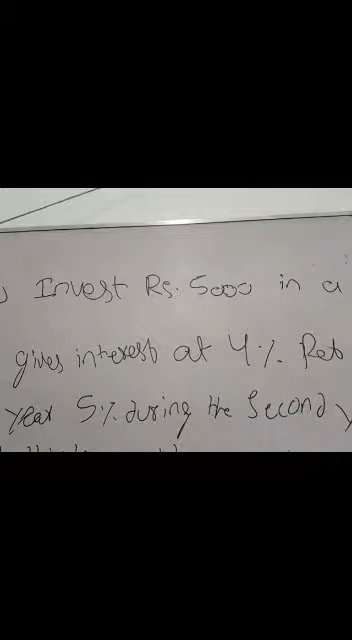 Invest Rs. 5000 in a
gives interest at 4%. Rat
Year 5% during the Second